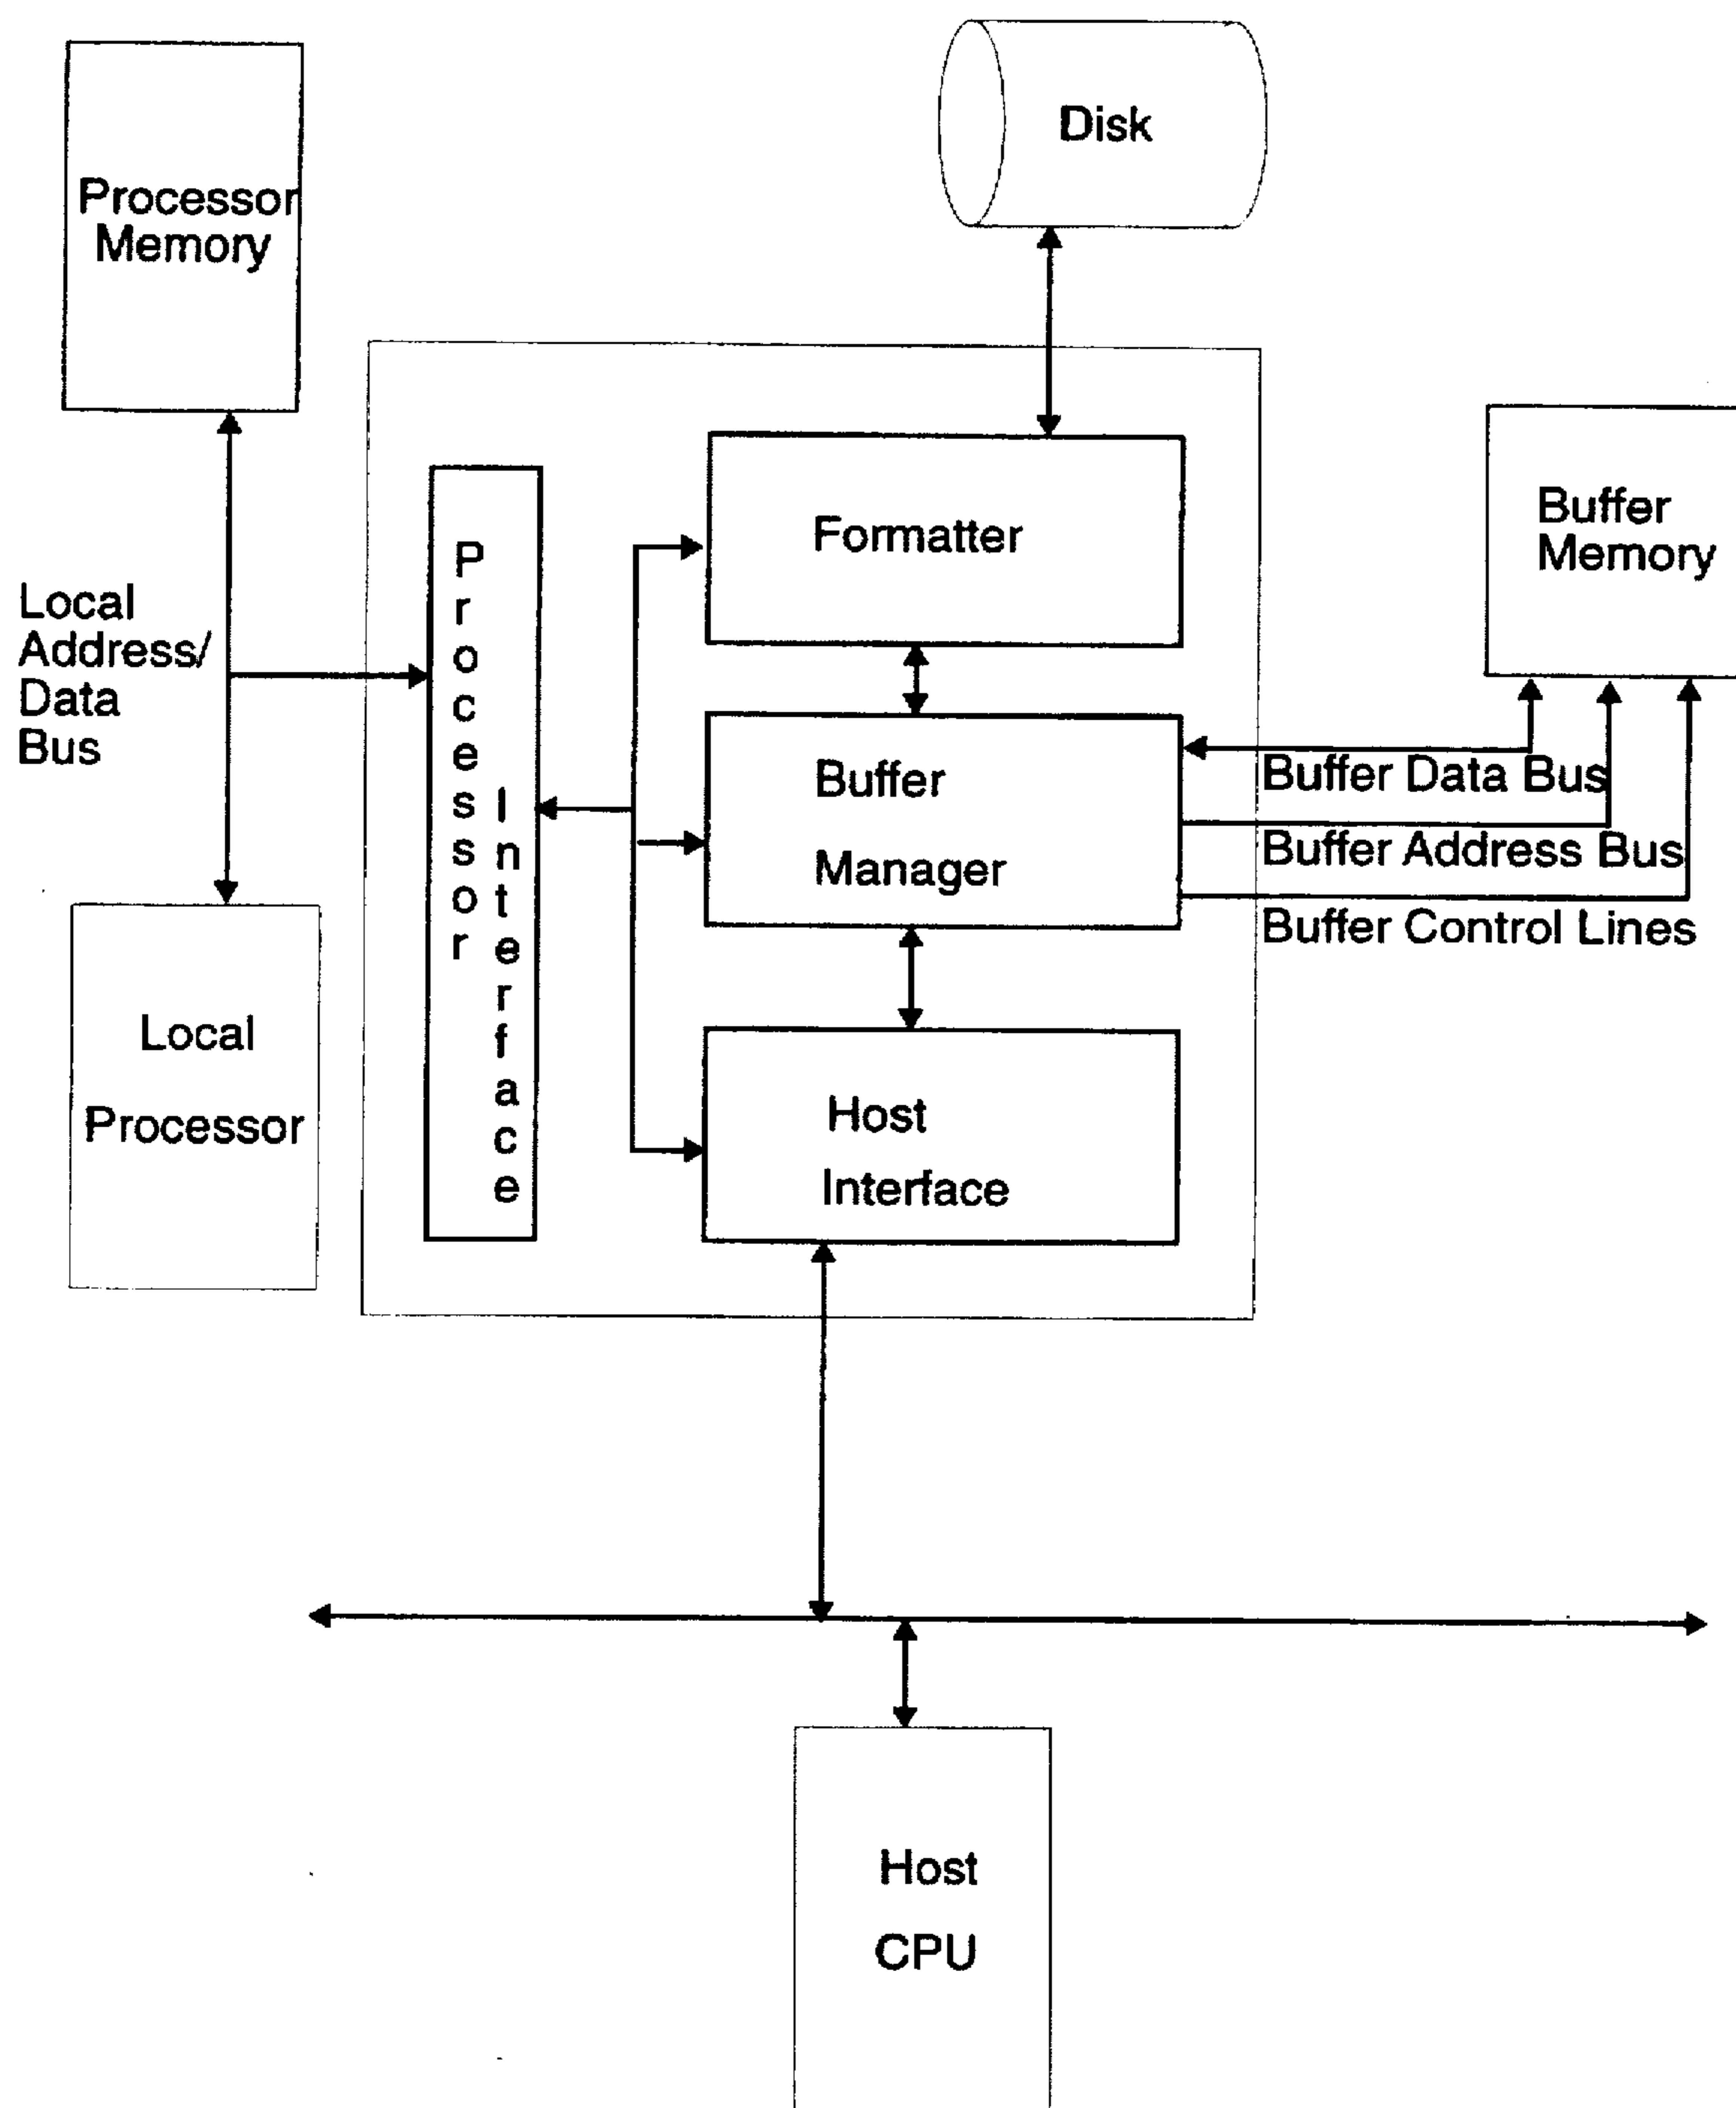 Disk
Processor
Memory
Formatter
Buffer
Memory
Local
Address/
Data
Bus
Processor
Interface
Buffer
Manager
Buffer Data Bus
Buffer Address Bus
Buffer Control Lines
Local
Processor
Host
Interface
Host
CPU